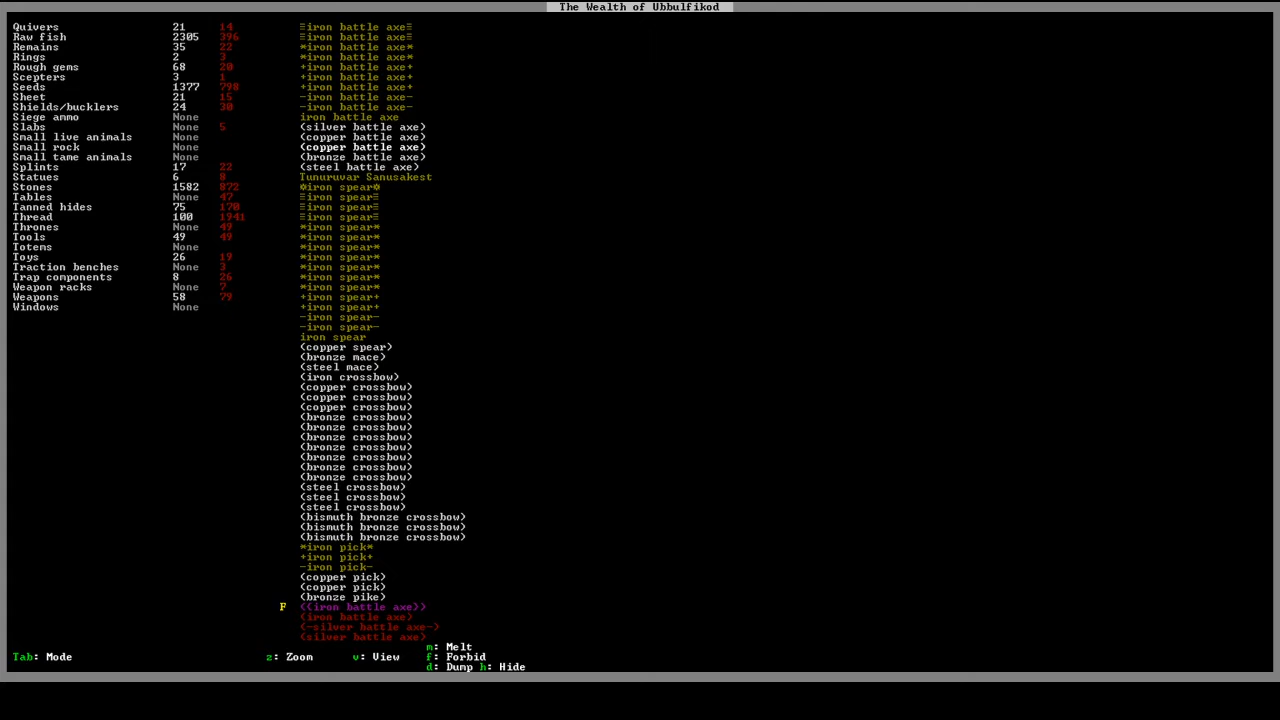 The Wealth of Ubbulfikod
Quivers 21 14 ≡iron battle axe≡
Raw fish 2305 396 ≡iron battle axe≡
Remains 35 22 *iron battle axe*
Rings 2 3 *iron battle axe*
Rough gems 68 20 +iron battle axe+
Scepters 3 1 +iron battle axe+
Seeds 1377 798 +iron battle axe+
Sheet 21 15 -iron battle axe-
Shields/bucklers 24 30 -iron battle axe-
Siege ammo None iron battle axe
Slabs None 5 (silver battle axe)
Small live animals None (copper battle axe)
Small rock None (copper battle axe)
Small tame animals None (bronze battle axe)
Splints 17 22 (steel battle axe)
Statues 6 8 Tunuruvar Sanusakest
Stones 1582 872 ☼iron spear☼
Tables None 47 ≡iron spear≡
Tanned hides 75 170 ≡iron spear≡
Thread 100 1941 ≡iron spear≡
Thrones None 49 *iron spear*
Tools 49 49 *iron spear*
Totems None *iron spear*
Toys 26 19 *iron spear*
Traction benches None 3 *iron spear*
Trap components 8 26 *iron spear*
Weapon racks None 7 *iron spear*
Weapons 58 79 +iron spear+
Windows None +iron spear+
-iron spear-
-iron spear-
iron spear
(copper spear)
(bronze mace)
(steel mace)
(iron crossbow)
(copper crossbow)
(copper crossbow)
(copper crossbow)
(bronze crossbow)
(bronze crossbow)
(bronze crossbow)
(bronze crossbow)
(bronze crossbow)
(bronze crossbow)
(bronze crossbow)
(steel crossbow)
(steel crossbow)
(steel crossbow)
(bismuth bronze crossbow)
(bismuth bronze crossbow)
(bismuth bronze crossbow)
*iron pick*
+iron pick+
-iron pick-
(copper pick)
(copper pick)
(bronze pike)
F ((iron battle axe))
(iron battle axe)
(-silver battle axe-)
(silver battle axe)
m: Melt
Tab: Mode z: Zoom v: View f: Forbid
d: Dump h: Hide